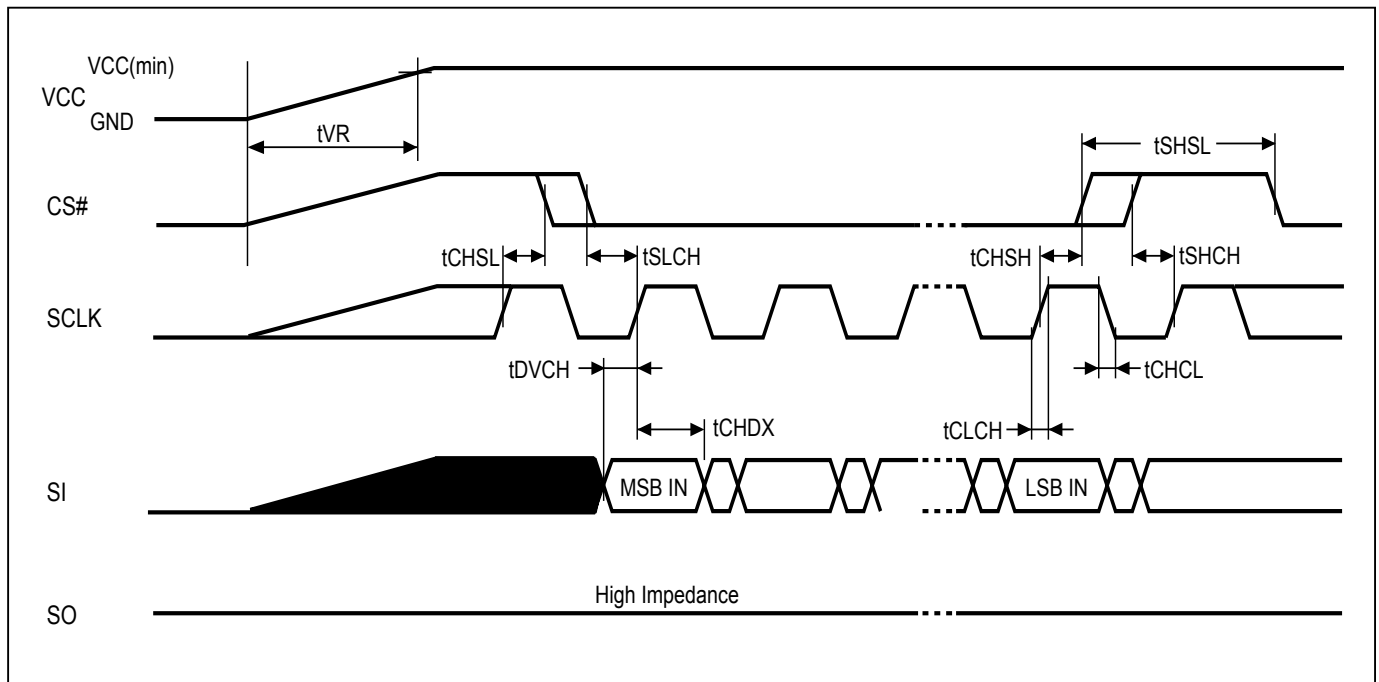 VCC(min)
VCC
GND
tVR
tSHSL
CS#
tCHSL
tSLCH
tCHSH
tSHCH
SCLK
tDVCH
tCHCL
tCHDX
tCLCH
SI
MSB IN
LSB IN
High Impedance
SO